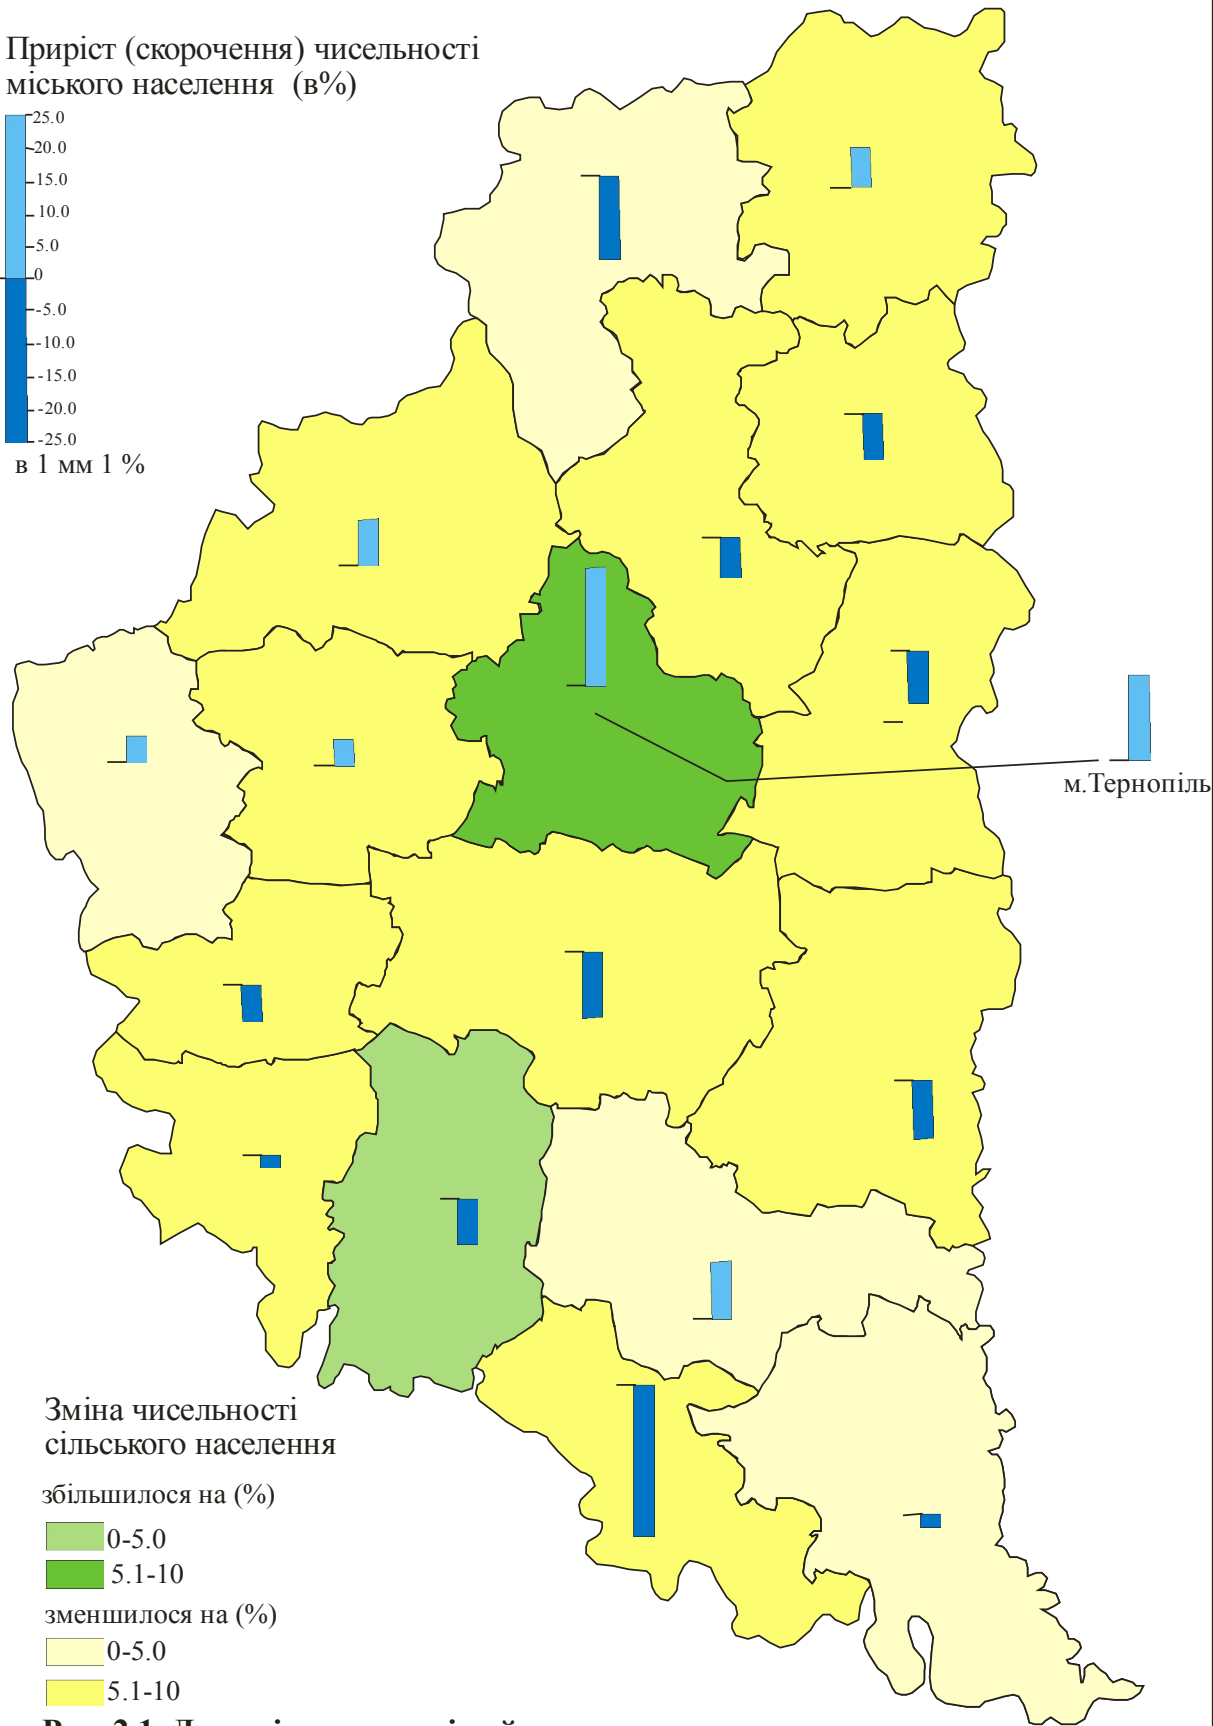 Приріст (скорочення) чисельності
міського населення (в%)
25.0
20.0
15.0
10.0
5.0
0
-5.0
-10.0
-15.0
-20.0
-25.0
в 1 мм 1 %
м.Тернопіль
Зміна чисельності
сільського населення
збільшилося на (%)
0-5.0
5.1-10
зменшилося на (%)
0-5.0
5.1-10